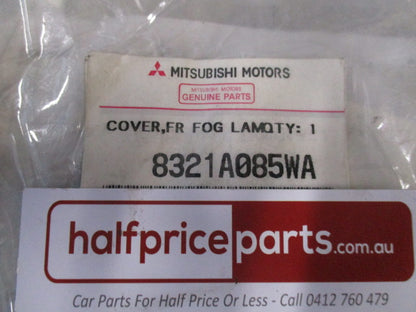 MITSUBISHI MOTORS
MITSUBISHI MOTORS
GENUINE PARTS
COVER,FR FOG LAMQTY: 1
8321A085WA
halfpriceparts.com.au
Car Parts For Half Price Or Less - Call 0412 760 479